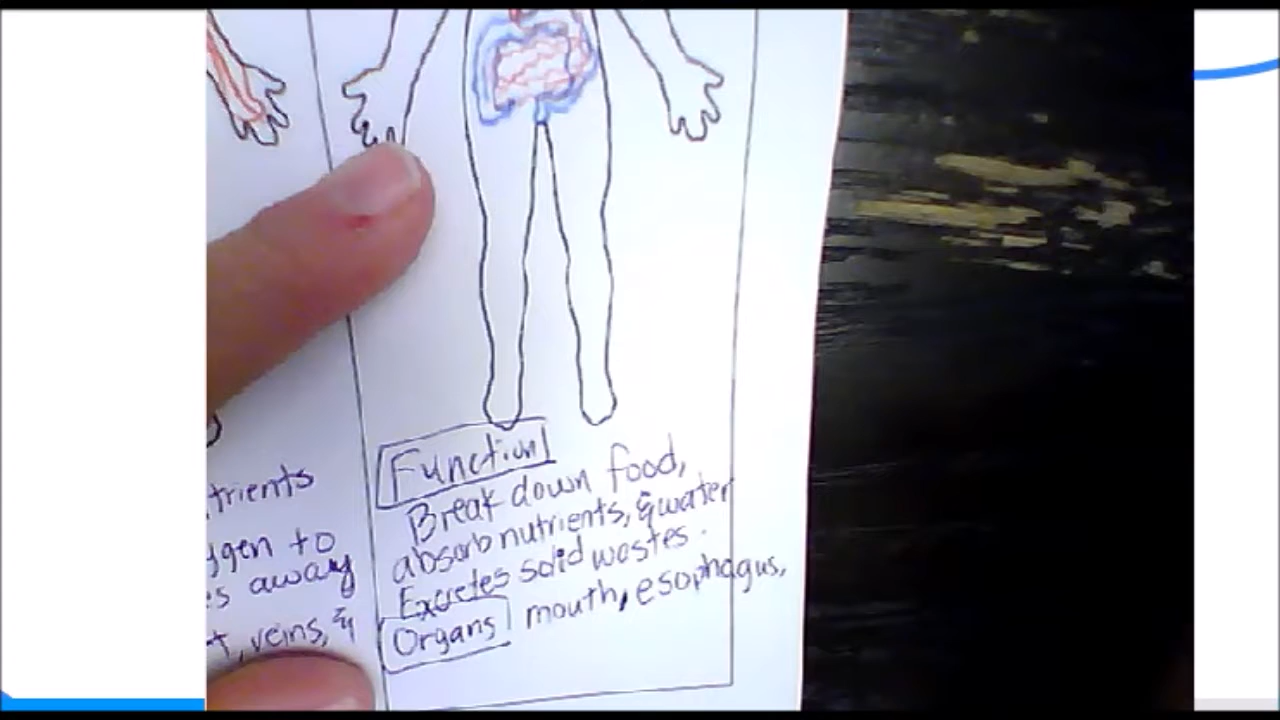 trients
ygen to
es away
t, veins, &
Function
Break down food,
absorb nutrients, & water
Excretes solid wastes.
Organs mouth, esophagus,